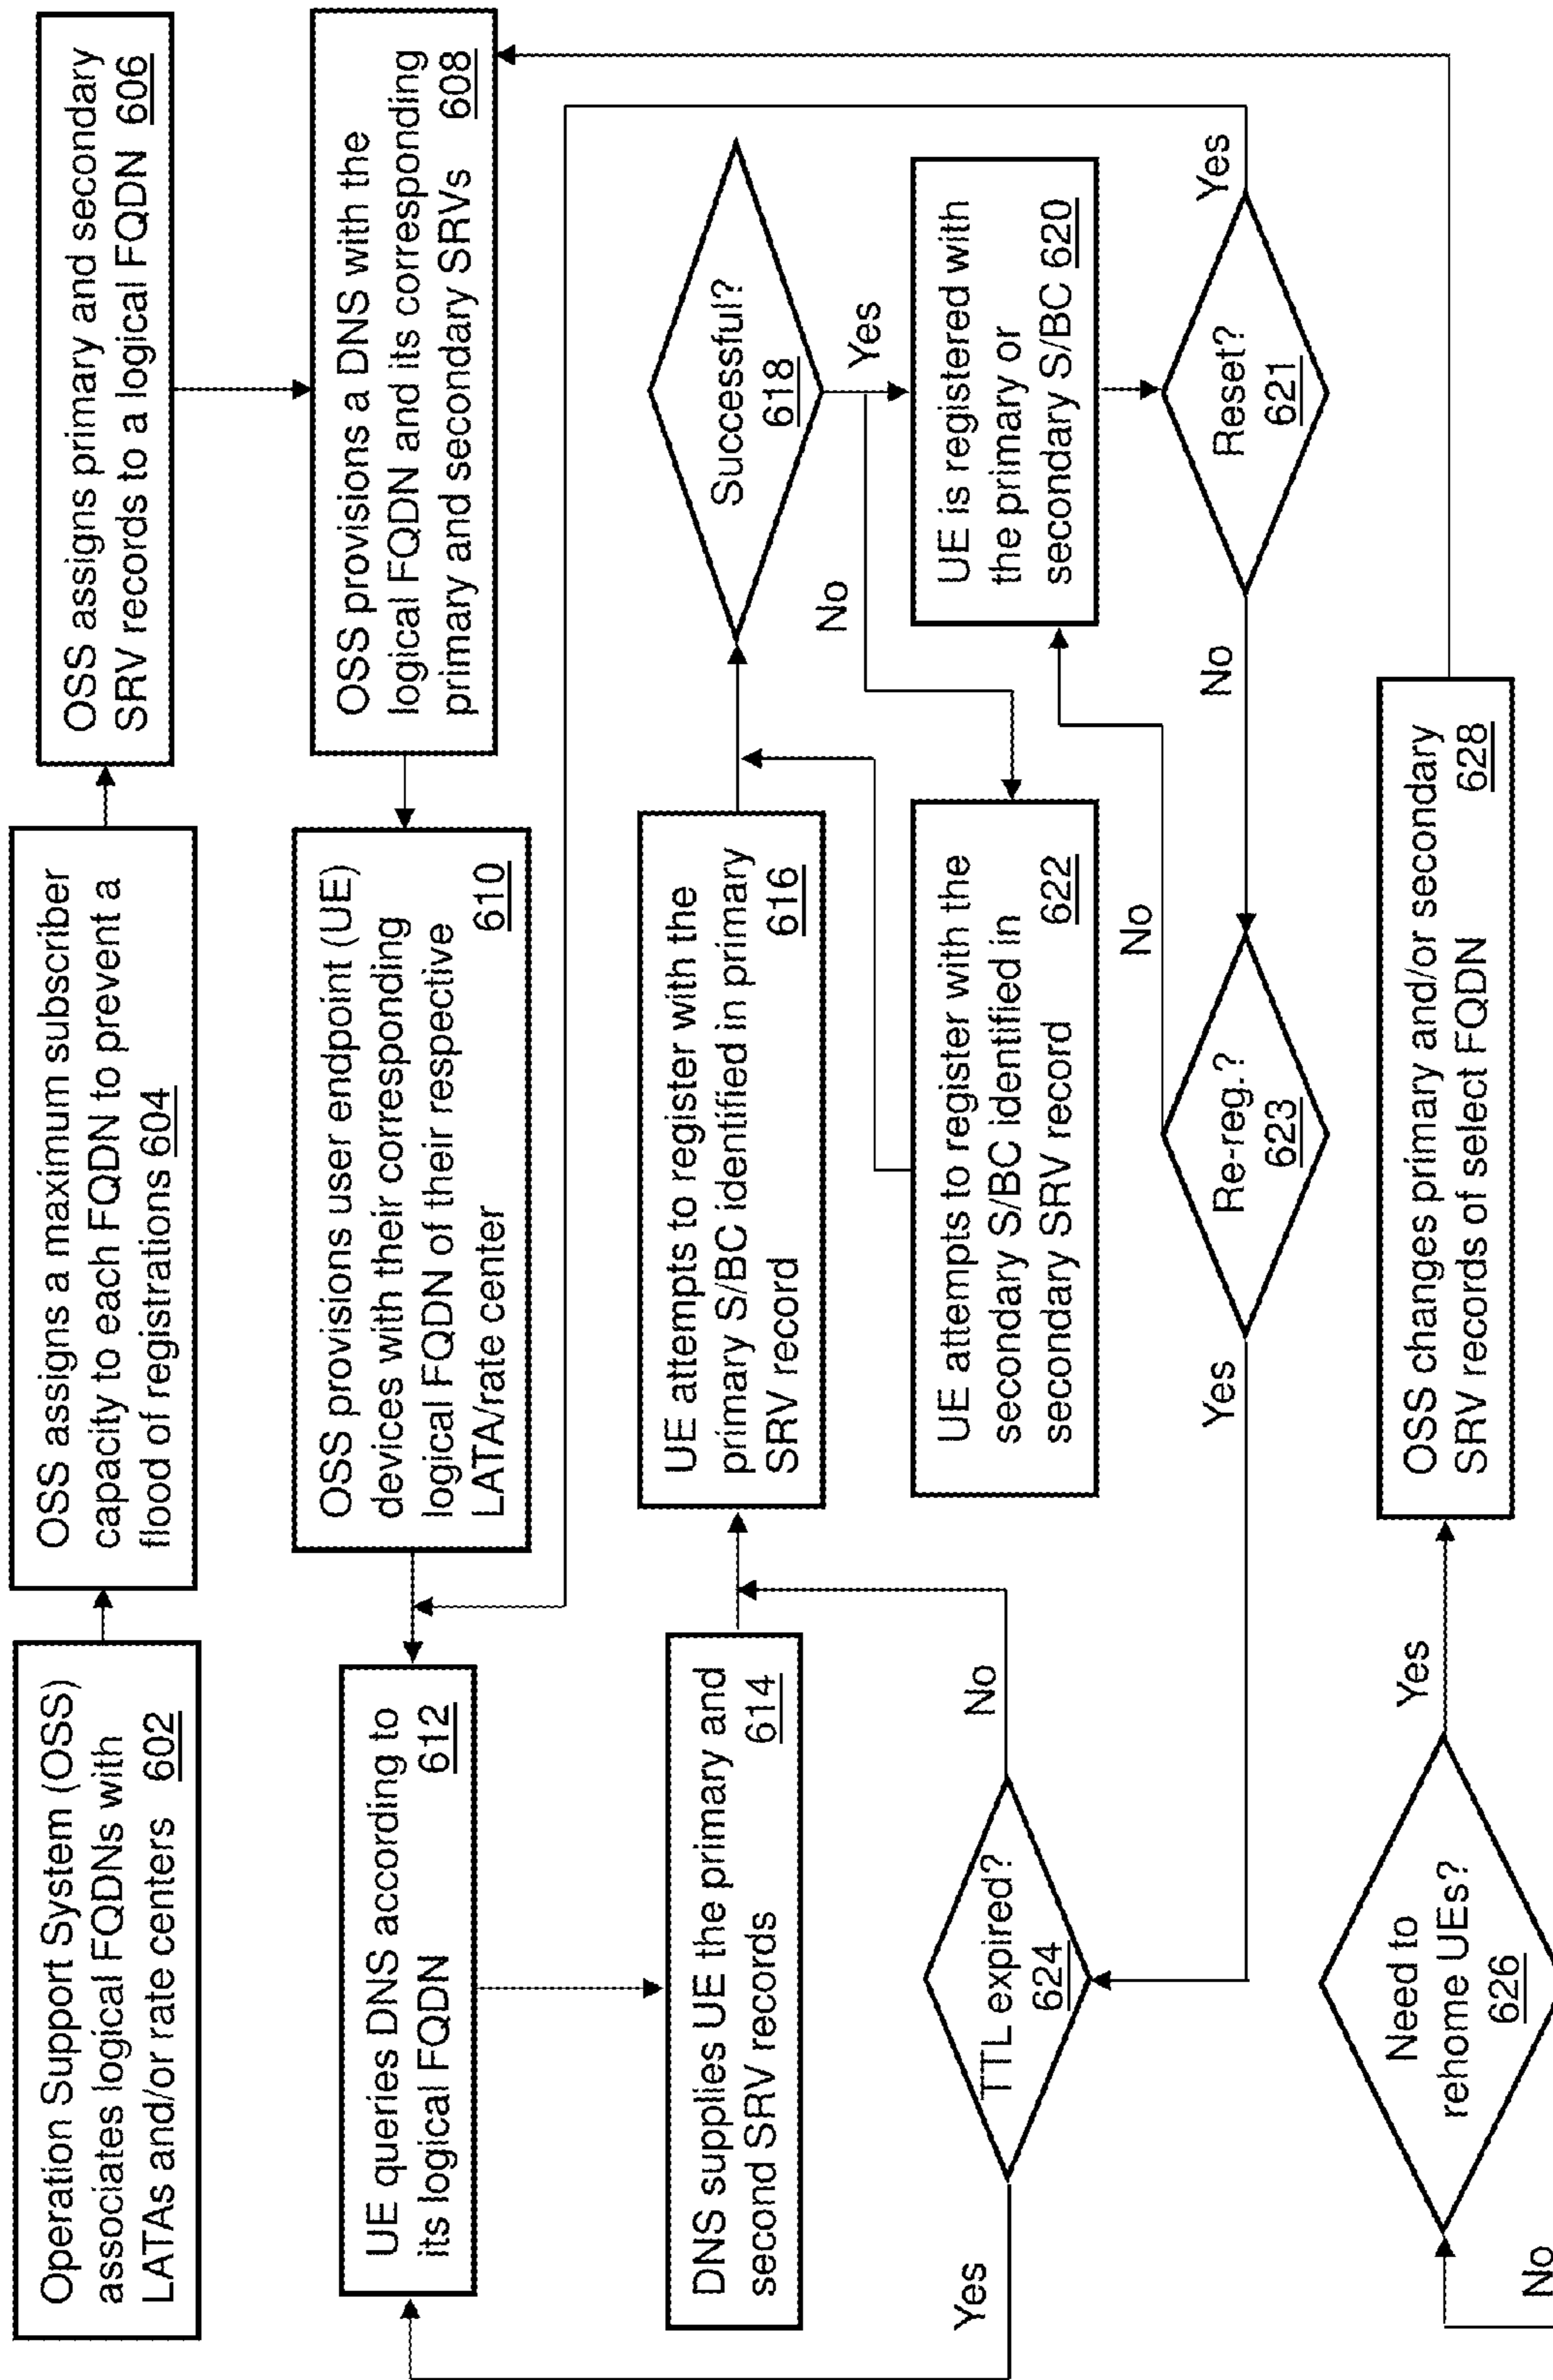 Operation Support System (OSS)
associates logical FQDNs with
LATAs and/or rate centers 602
OSS assigns a maximum subscriber
capacity to each FQDN to prevent a
flood of registrations 604
OSS assigns primary and secondary
SRV records to a logical FQDN 606
OSS provisions a DNS with the
logical FQDN and its corresponding
primary and secondary SRVs 608
OSS provisions user endpoint (UE)
devices with their corresponding
logical FQDN of their respective
LATA/rate center 610
UE queries DNS according to
its logical FQDN 612
DNS supplies UE the primary and
second SRV records 614
UE attempts to register with the
primary S/BC identified in primary
SRV record 616
Successful?
618
Yes
No
UE is registered with
the primary or
secondary S/BC 620
UE attempts to register with the
secondary S/BC identified in
secondary SRV record 622
Reset?
621
Yes
No
Re-reg.?
623
No
Yes
TTL expired?
624
No
Yes
Need to
rehome UEs?
626
Yes
No
OSS changes primary and/or secondary
SRV records of select FQDN 628